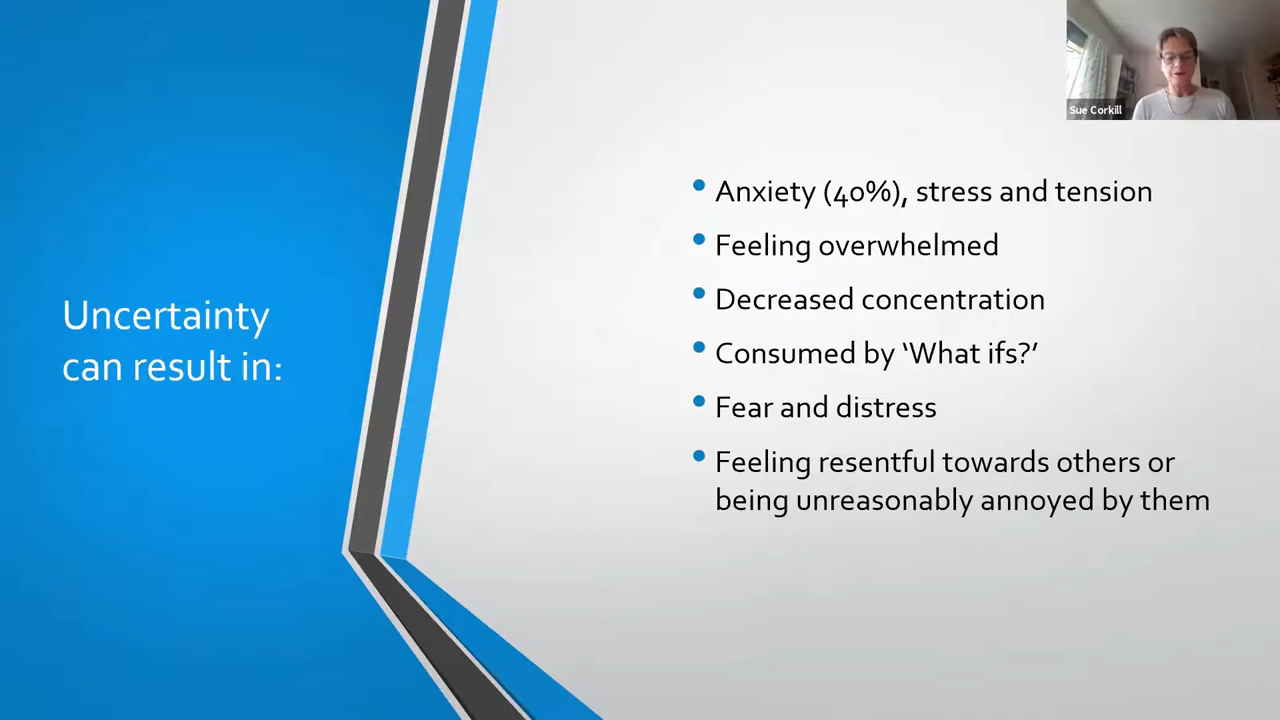 Sue Corkill
Uncertainty
can result in:
• Anxiety (40%), stress and tension
• Feeling overwhelmed
• Decreased concentration
• Consumed by ‘What ifs?’
• Fear and distress
• Feeling resentful towards others or
being unreasonably annoyed by them